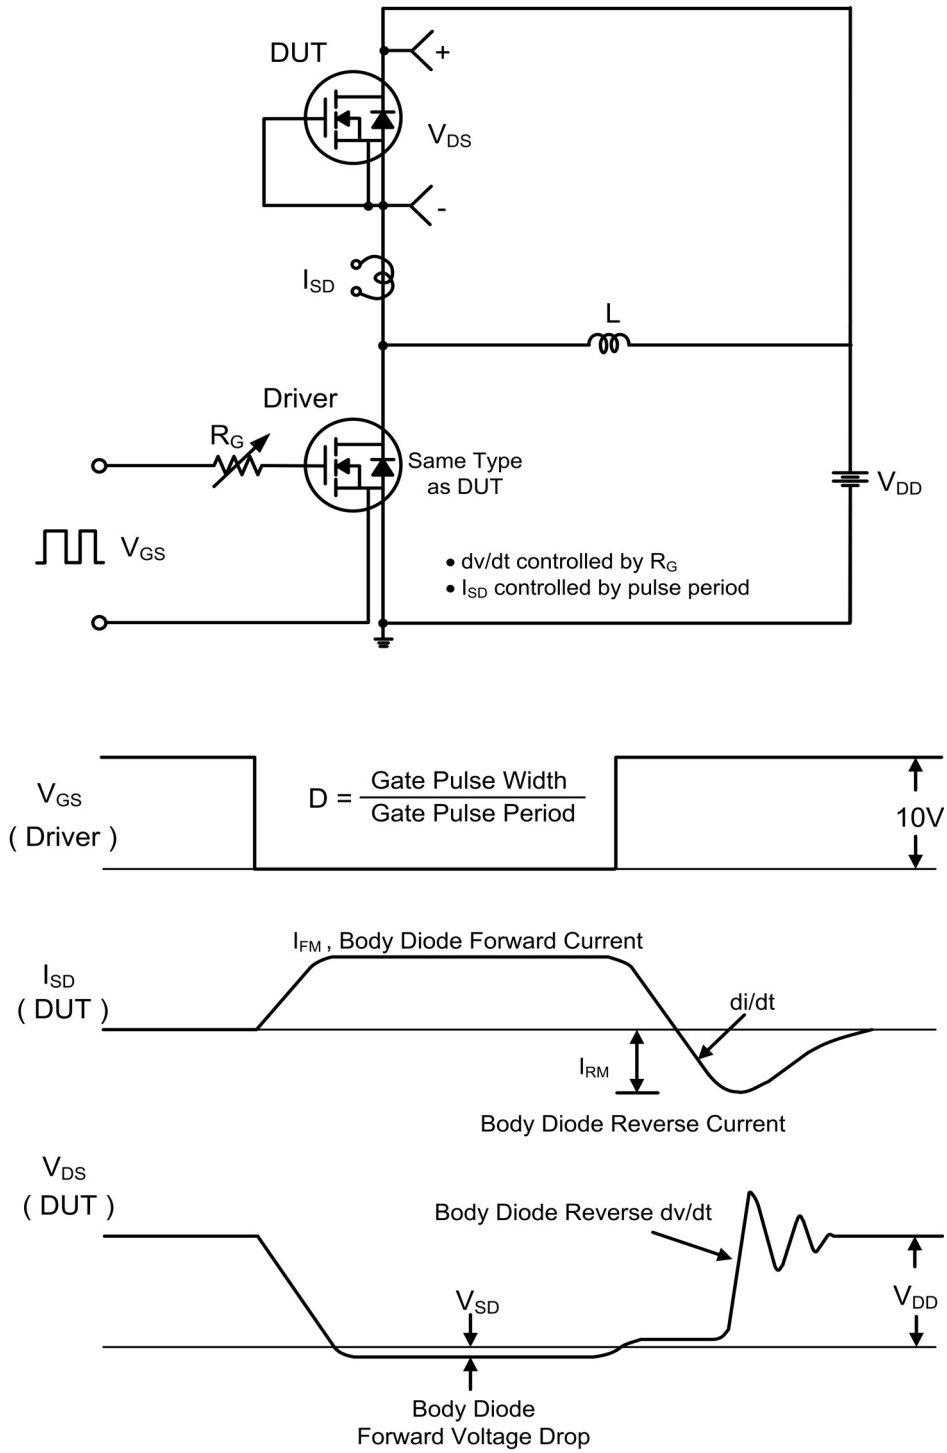 DUT
+
VDS
-
ISD
L
Driver
RG
Same Type
as DUT
VDD
VGS
• dv/dt controlled by RG
• ISD controlled by pulse period
VGS
( Driver )
D = Gate Pulse Width
Gate Pulse Period
10V
IFM , Body Diode Forward Current
ISD
( DUT )
di/dt
IRM
Body Diode Reverse Current
VDS
( DUT )
Body Diode Reverse dv/dt
VSD
VDD
Body Diode
Forward Voltage Drop